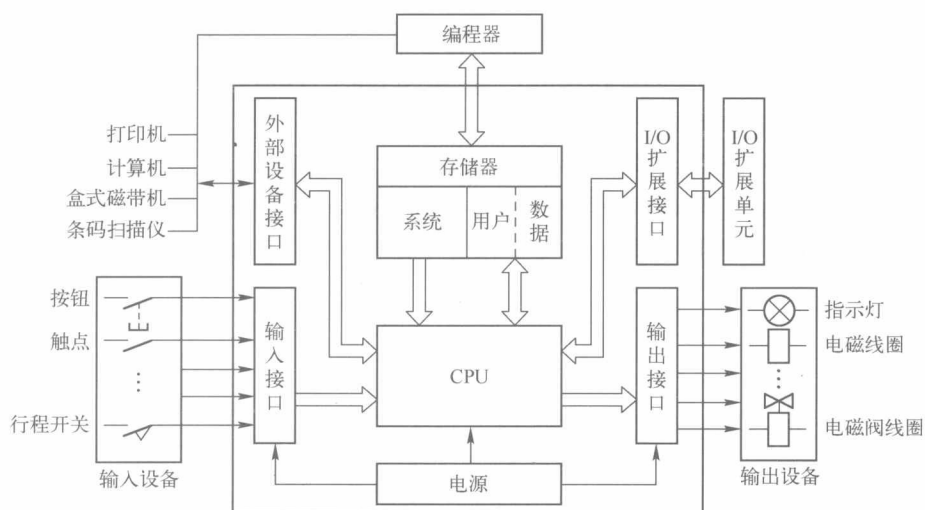 编程器
打印机
计算机
盒式磁带机
条码扫描仪
外部设备接口
存储器
系统
用户
数据
I/O扩展接口
I/O扩展单元
按钮
触点
…
行程开关
输入设备
输入接口
CPU
输出接口
指示灯
电磁线圈
…
电磁阀线圈
输出设备
电源